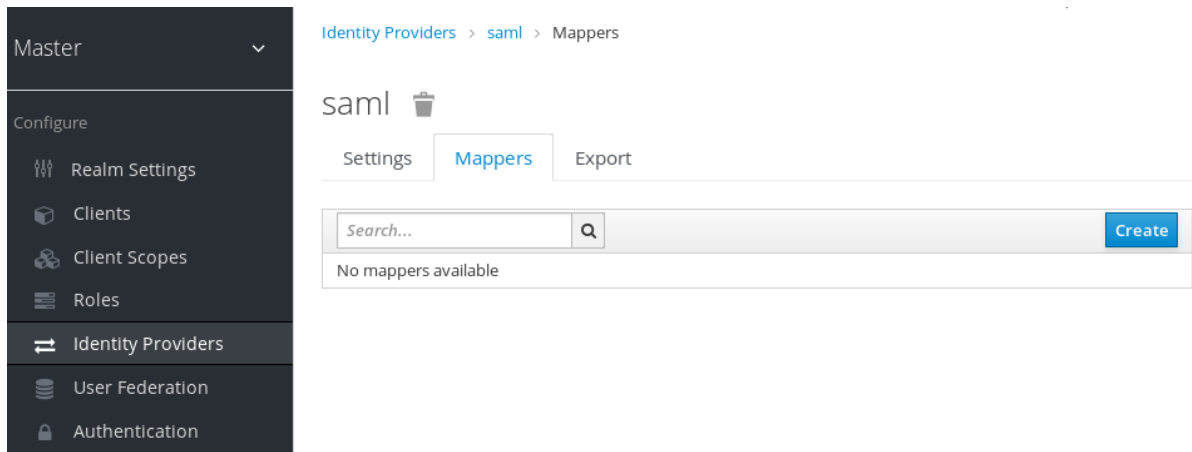 Master
Configure
Realm Settings
Clients
Client Scopes
Roles
Identity Providers
User Federation
Authentication
Identity Providers > saml > Mappers
saml
Settings Mappers Export
Search... Create
No mappers available